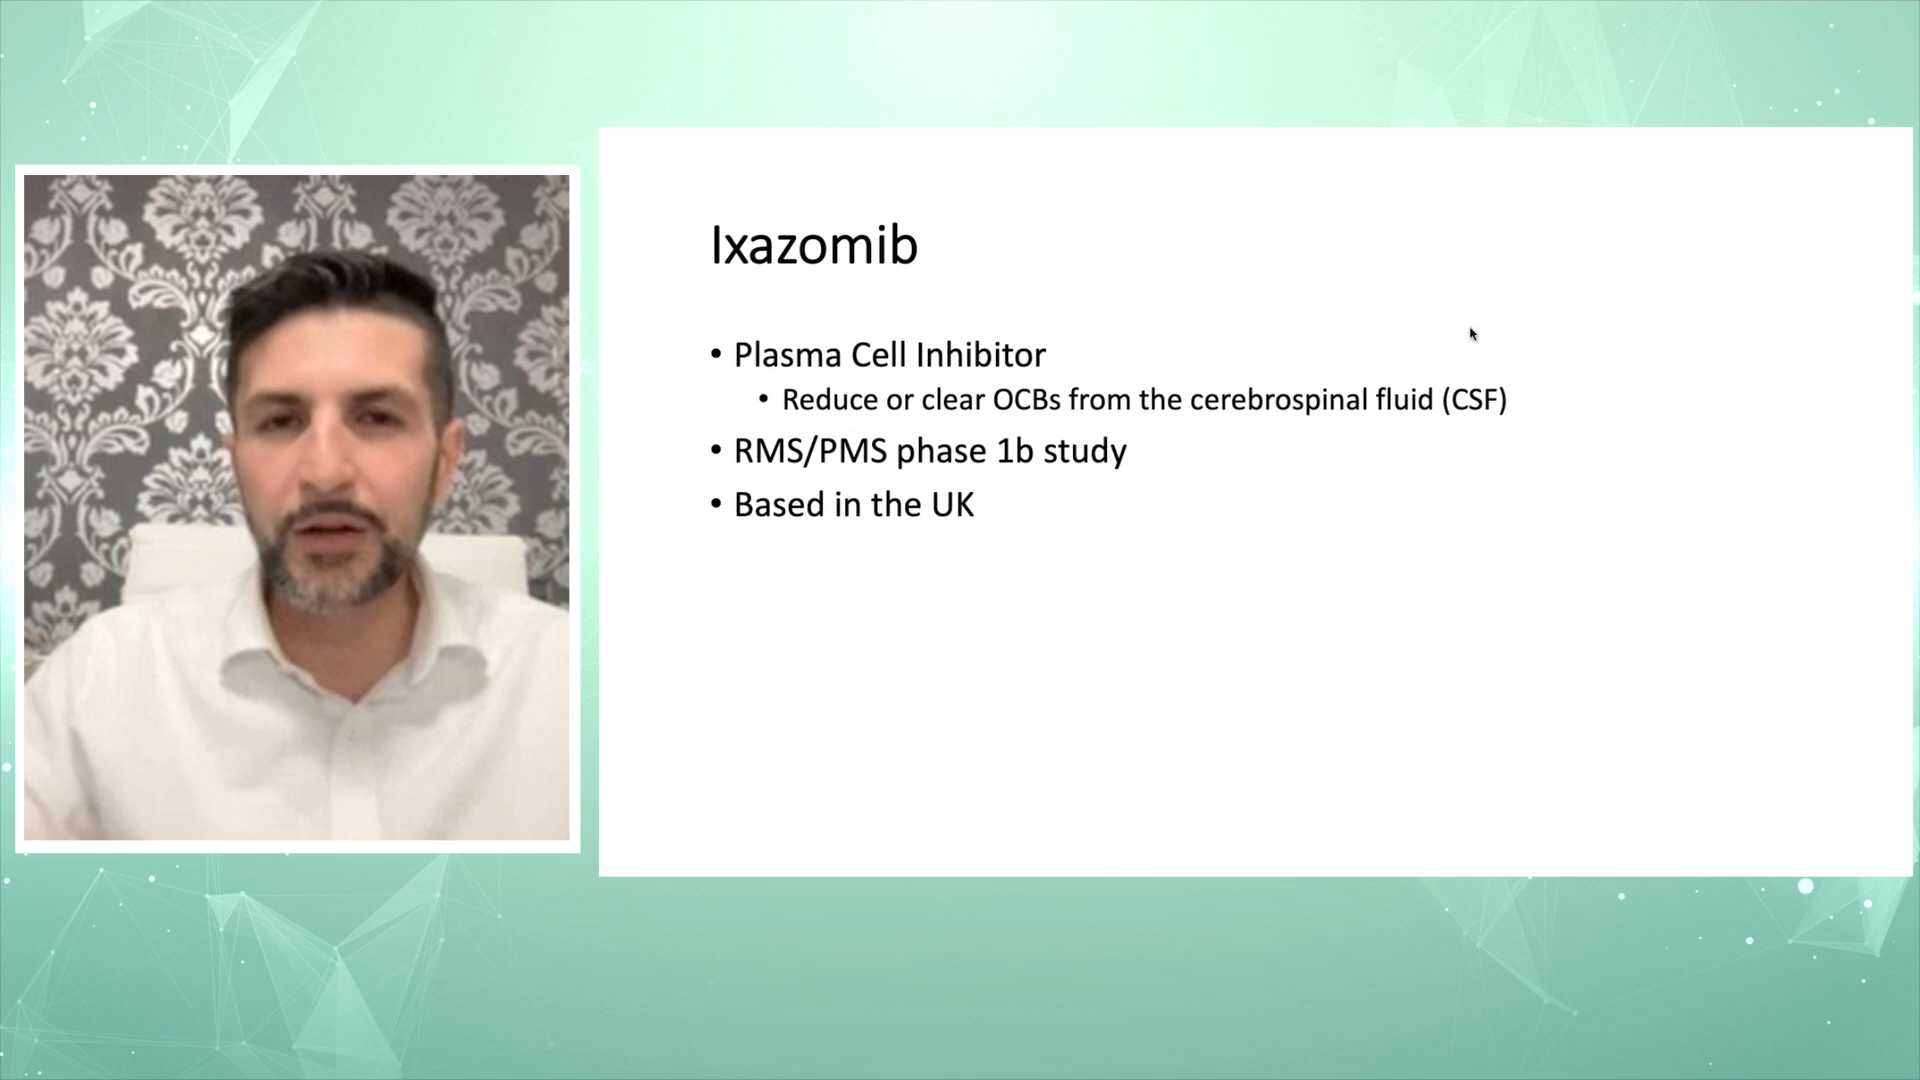 Ixazomib
• Plasma Cell Inhibitor
• Reduce or clear OCBs from the cerebrospinal fluid (CSF)
• RMS/PMS phase 1b study
• Based in the UK